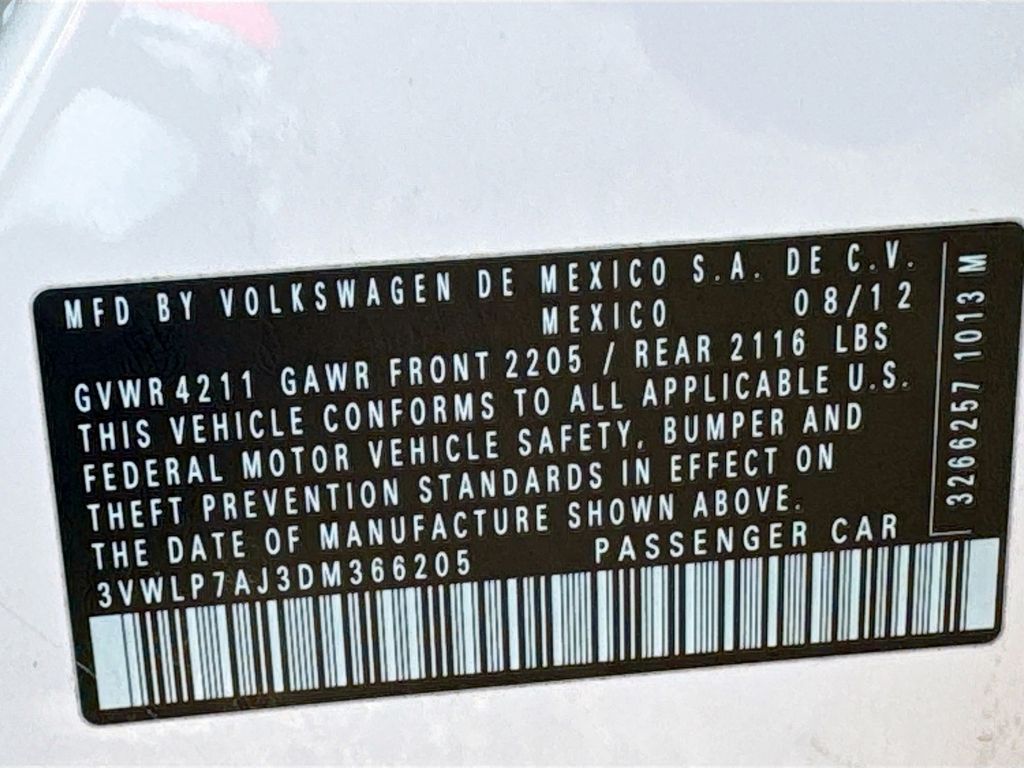 MFD BY VOLKSWAGEN DE MEXICO S.A. DE C.V.
MEXICO 08/12
GVWR 4211 GAWR FRONT 2205 / REAR 2116 LBS
THIS VEHICLE CONFORMS TO ALL APPLICABLE U.S.
FEDERAL MOTOR VEHICLE SAFETY, BUMPER AND
THEFT PREVENTION STANDARDS IN EFFECT ON
THE DATE OF MANUFACTURE SHOWN ABOVE.
3VWLP7AJ3DM366205 PASSENGER CAR
3266257 1013 M